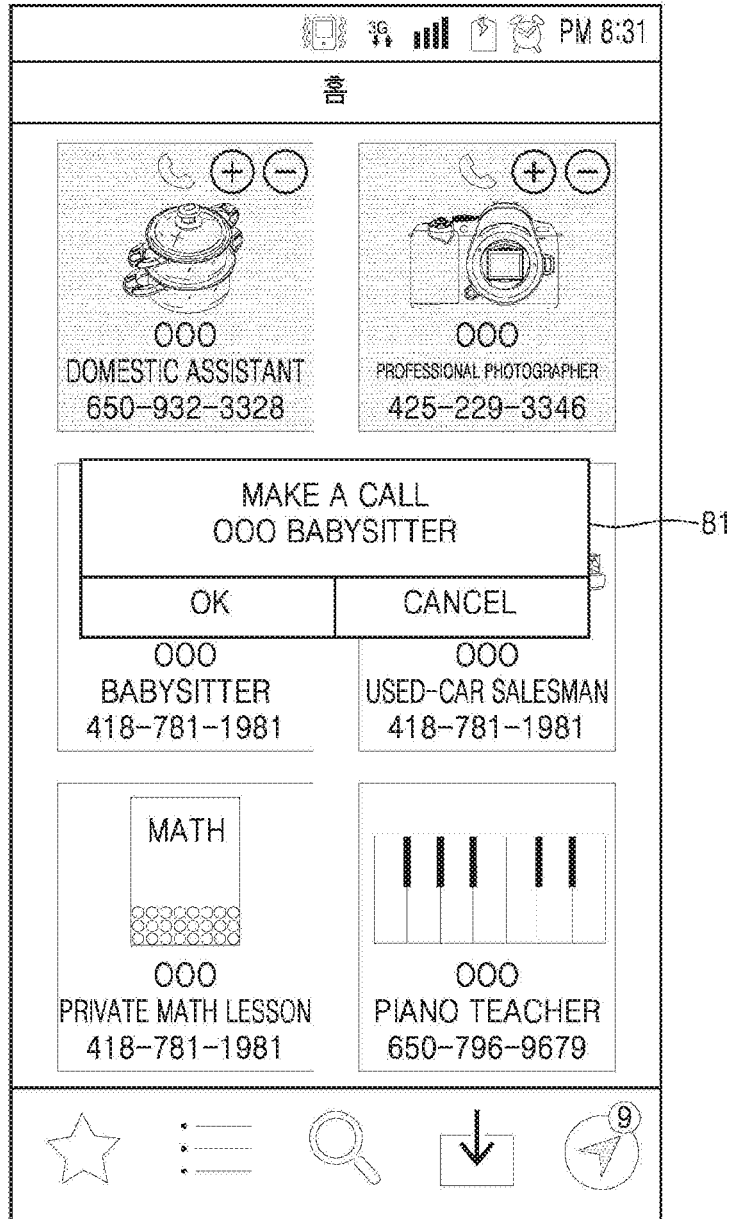 3G PM 8:31
홈
OOO
DOMESTIC ASSISTANT
650-932-3328
OOO
PROFESSIONAL PHOTOGRAPHER
425-229-3346
MAKE A CALL
OOO BABYSITTER
OK
CANCEL
81
OOO
BABYSITTER
418-781-1981
OOO
USED-CAR SALESMAN
418-781-1981
MATH
OOO
PRIVATE MATH LESSON
418-781-1981
OOO
PIANO TEACHER
650-796-9679
9